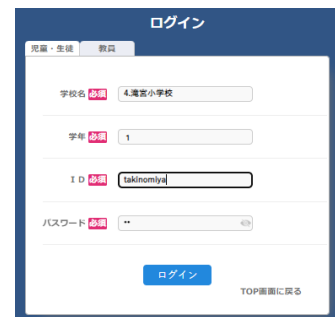 ログイン
児童・生徒 教員
学校名 必須 4.滝宮小学校
学年 必須 1
ＩＤ 必須 takinomiya
パスワード 必須 ••
ログイン
TOP画面に戻る